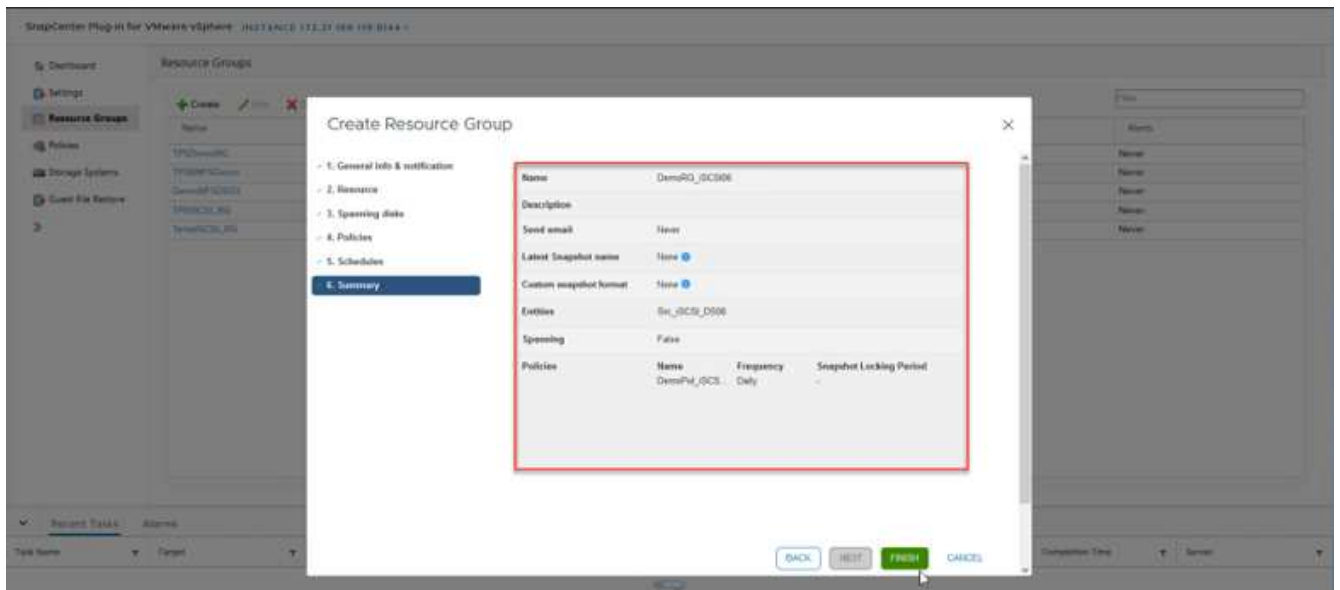 SnapCenter Plug-in for VMware vSphere
Dashboard
Settings
Resource Groups
Policies
Storage Systems
Guest File Restore
Resource Groups
Create
Name
Alerts
Never
Never
Never
Never
Never
Create Resource Group
1. General info & notification
2. Resource
3. Spanning disks
4. Policies
5. Schedules
6. Summary
Name DemoRG_iSCSI06
Description
Send email Never
Latest Snapshot name None
Custom snapshot format None
Entities Src_iSCSI_DS06
Spanning False
Policies Name Frequency Snapshot Locking Period
DemoPol_iSCS... Daily -
BACK NEXT FINISH CANCEL
Recent Tasks Alarms
Task Name Target Completion Time Server